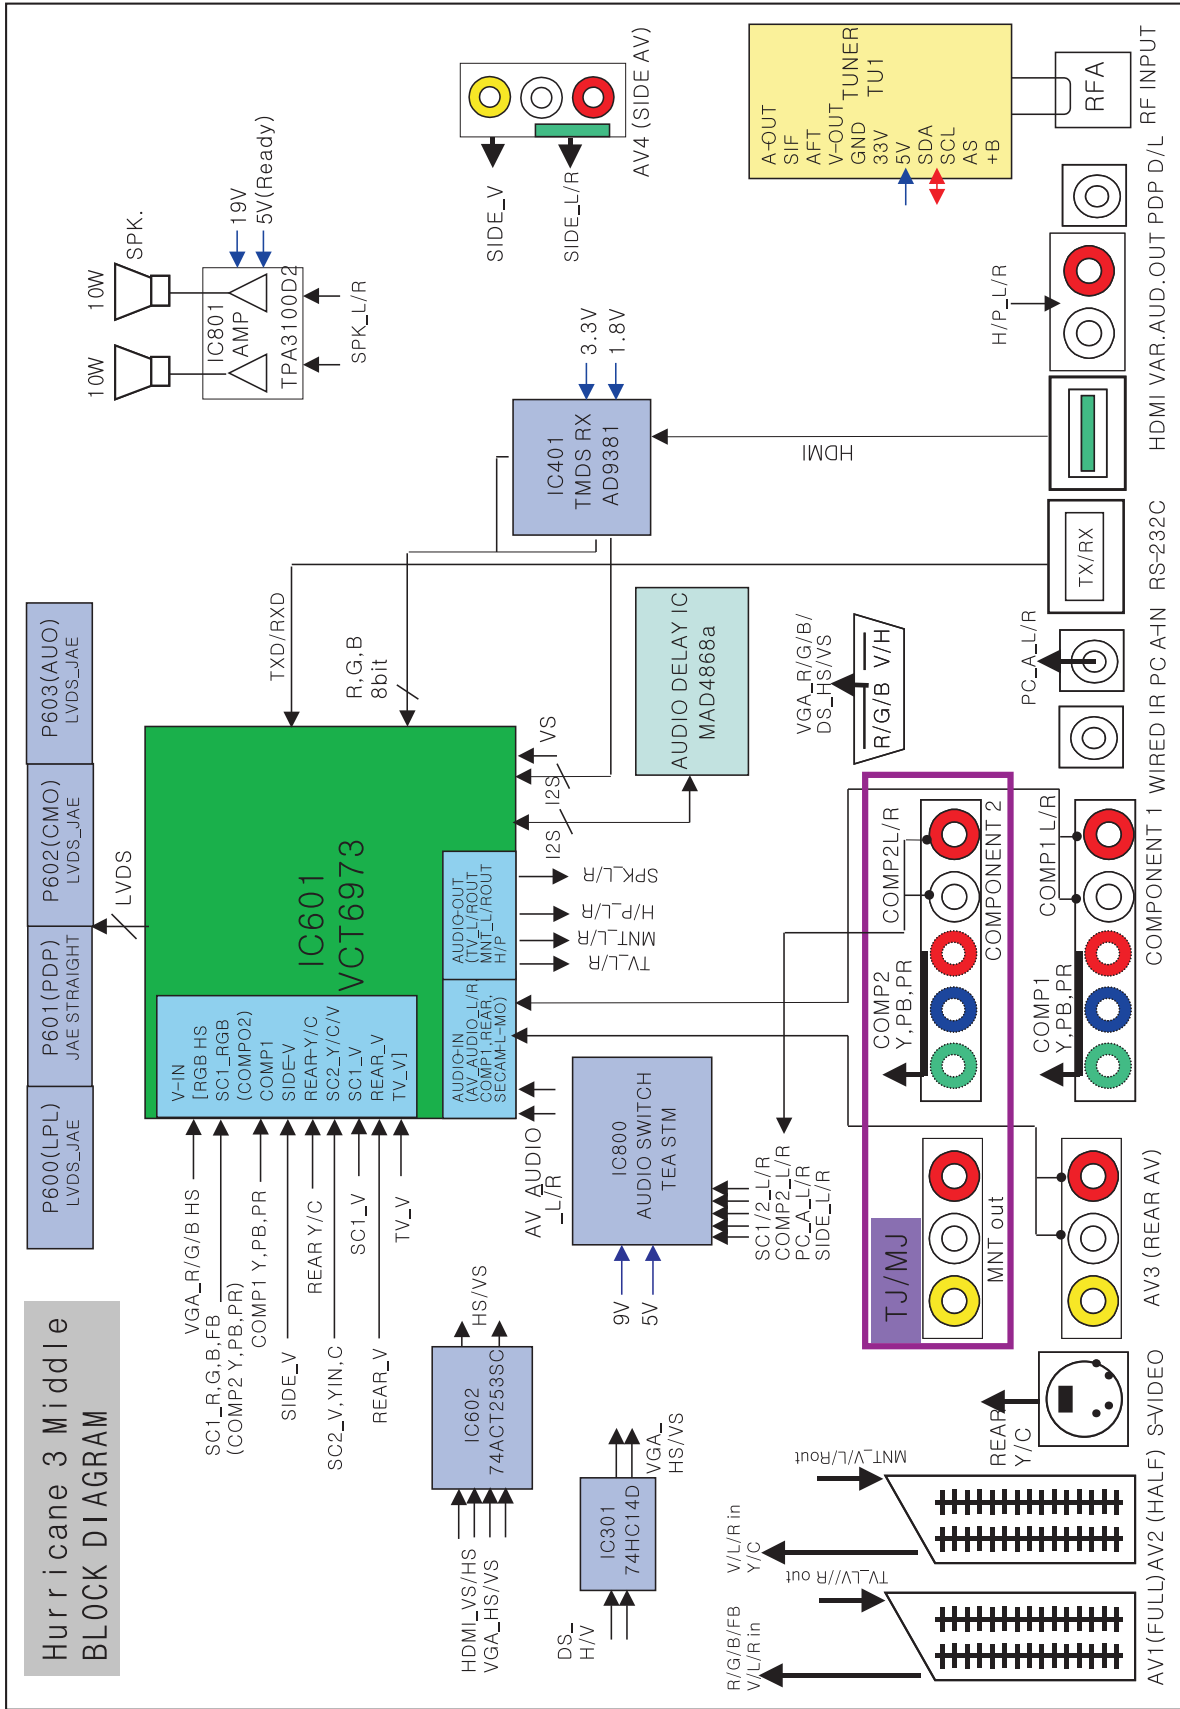 Hurricane 3 Middle
BLOCK DIAGRAM
P600(LPL)
LVDS_JAE
P601(PDP)
JAE STRAIGHT
P602(CMO)
LVDS_JAE
P603(AUO)
LVDS_JAE
LVDS
10W
10W
SPK.
IC801
AMP
TPA3100D2
19V
5V(Ready)
SPK_L/R
VGA_R/G/B HS
SC1_R,G,B,FB
(COMP2 Y,PB,PR)
COMP1 Y,PB,PR
SIDE_V
REAR Y/C
SC2_V,YIN,C
SC1_V
REAR_V
TV_V
V-IN
[RGB HS
SC1_RGB
(COMPO2)
COMP1
SIDE-V
REAR-Y/C
SC2_Y/C/V
SC1_V
REAR_V
TV_V]
IC601
VCT6973
AUDIO-IN
(AV_AUDIO_L/R,
COMP1,REAR,
SECAM-L-MO)
AUDIO-OUT
(TV_L/ROUT
MNT_L/ROUT
H/P
TXD/RXD
R,G,B
8bit
VS
I2S
I2S
SPK_L/R
H/P_L/R
MNT_L/R
TV_L/R
IC401
TMDS RX
AD9381
3.3V
1.8V
HDMI
SIDE_V
SIDE_L/R
AV4 (SIDE AV)
AUDIO DELAY IC
MAD4868a
AV_AUDIO
_L/R
IC800
AUDIO SWITCH
TEA STM
9V
5V
SC1/2_L/R
COMP2_L/R
PC_A_L/R
SIDE_L/R
HDMI_VS/HS
VGA_HS/VS
IC602
74ACT253SC
HS/VS
DS_
H/V
IC301
74HC14D
VGA_
HS/VS
A-OUT
SIF
AFT
V-OUT
GND
33V
5V
SDA
SCL
AS
+B
TUNER
TU1
RFA
RF INPUT
R/G/B/FB
V/L/R in
TV_LV//R out
V/L/R in
Y/C
MNT_V/L/Rout
REAR
Y/C
TJ/MJ
MNT out
COMP2
Y,PB,PR
COMP2L/R
COMPONENT 2
COMP1
Y,PB,PR
COMP1 L/R
VGA_R/G/B/
DS_HS/VS
R/G/B V/H
PC_A_L/R
TX/RX
H/P_L/R
AV1(FULL)
AV2 (HALF)
S-VIDEO
AV3 (REAR AV)
COMPONENT 1
WIRED IR
PC A-IN
RS-232C
HDMI
VAR.AUD.OUT
PDP D/L